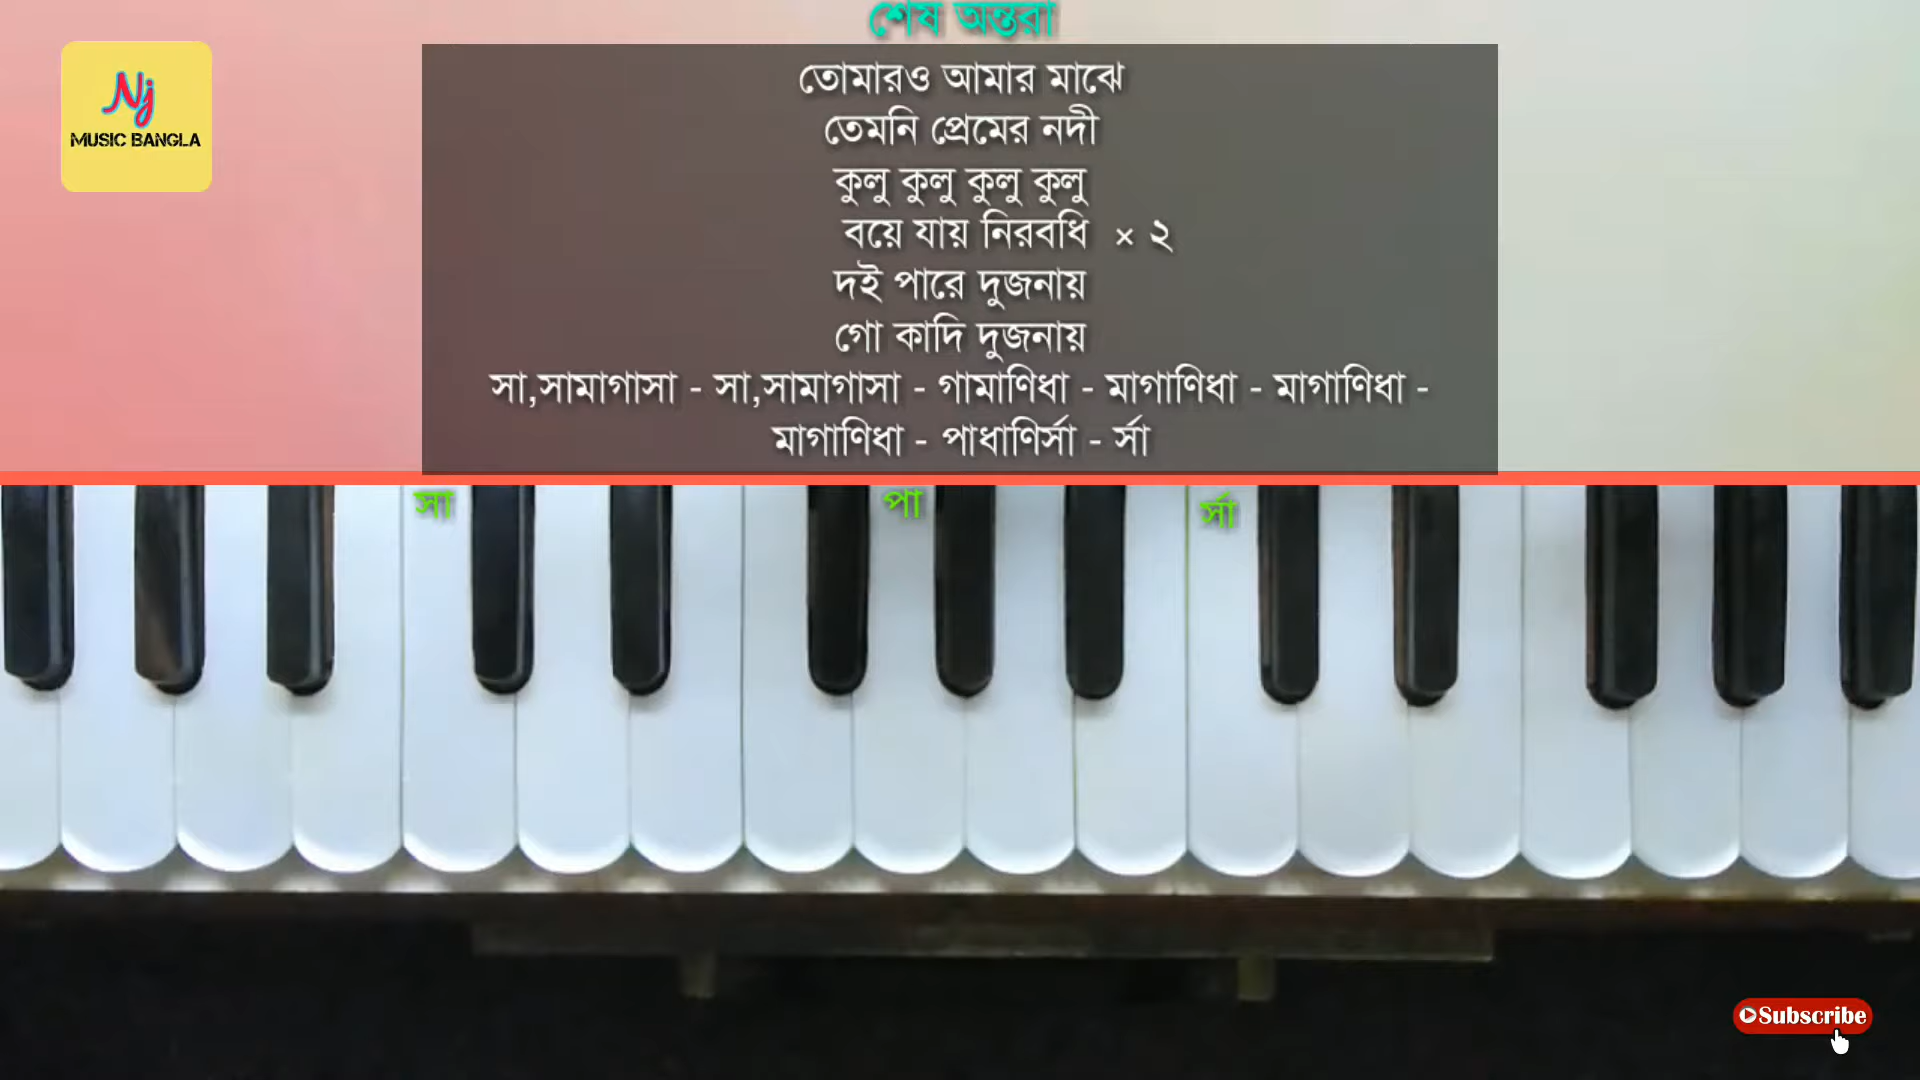 শেষ অন্তরা
Nj
MUSIC BANGLA
তোমারও আমার মাঝে
তেমনি প্রেমের নদী
কুলু কুলু কুলু কুলু
বয়ে যায় নিরবধি × ২
দই পারে দুজনায়
গো কাদি দুজনায়
সা,সামাগাসা - সা,সামাগাসা - গামাণিধা - মাগাণিধা - মাগাণিধা -
মাগাণিধা - পাধাণির্সা - র্সা
সা পা র্সা
Subscribe